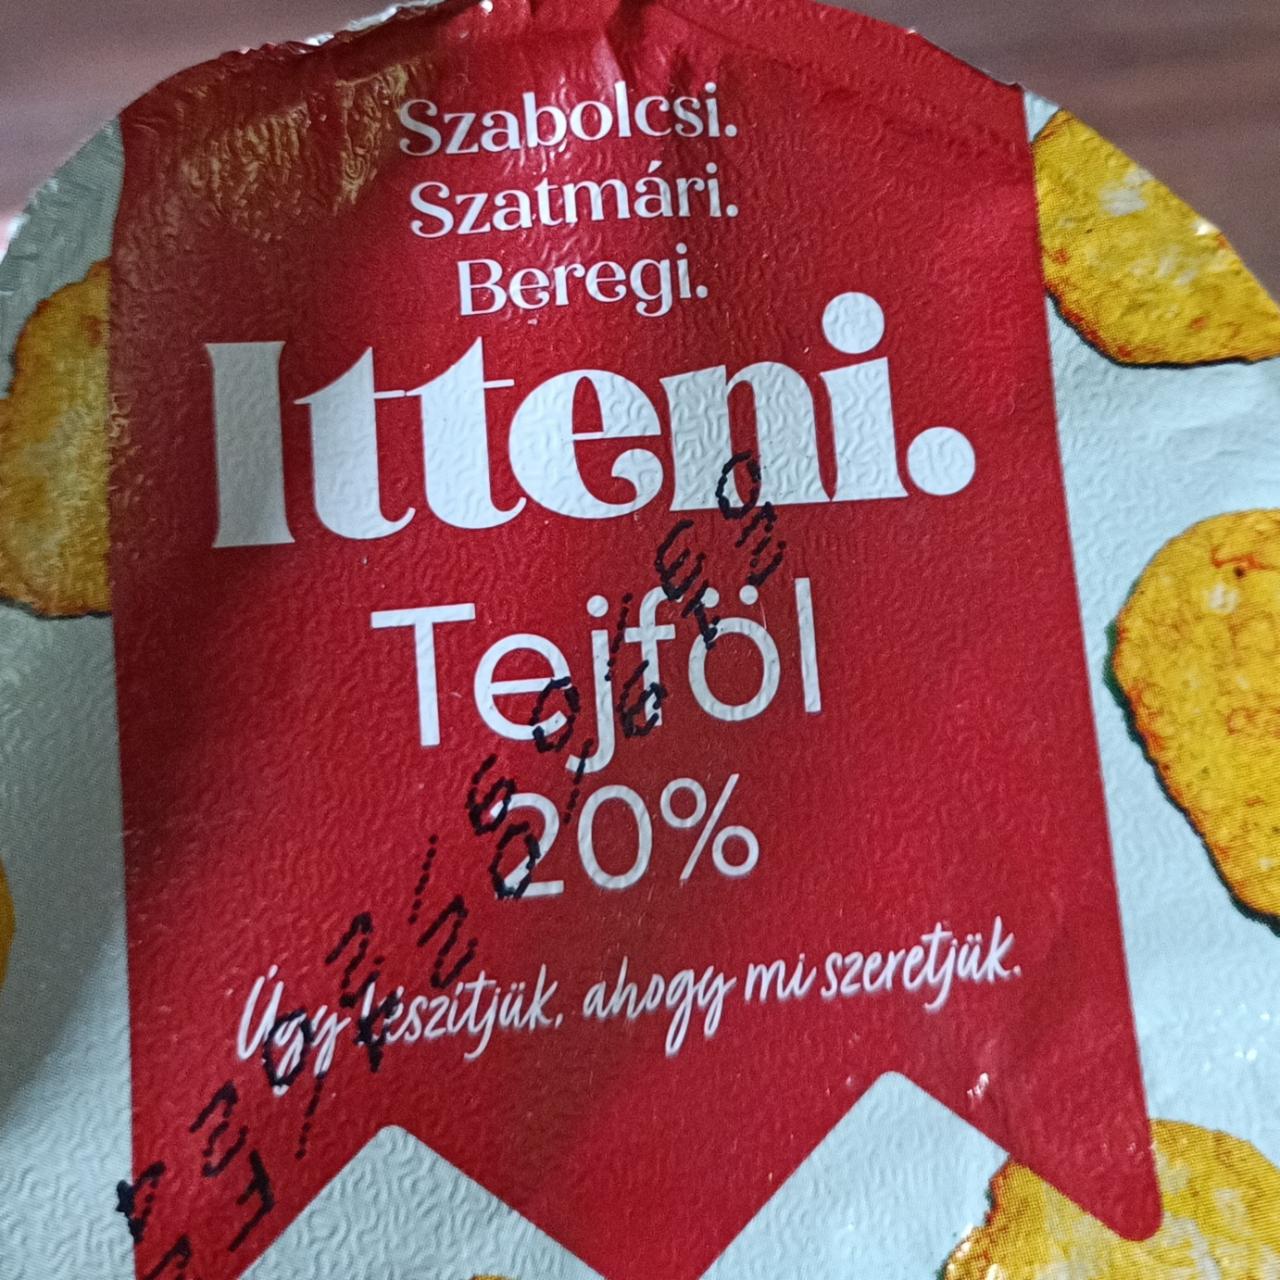 Szabolcsi.
Szatmári.
Beregi.
Itteni.
Tejföl
20%
Úgy készítjük, ahogy mi szeretjük.